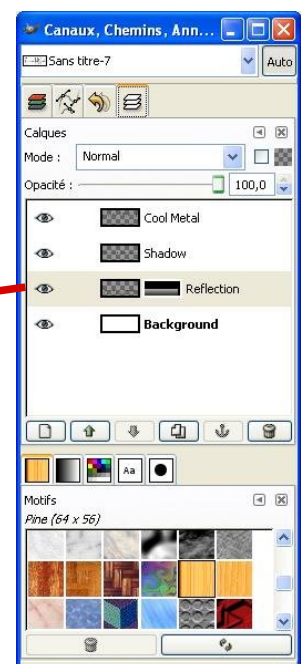 Canaux, Chemins, Ann...
Sans titre-7
Auto
Calques
Mode : Normal
Opacité : 100,0
Cool Metal
Shadow
Reflection
Background
Aa
Motifs
Pine (64 x 56)